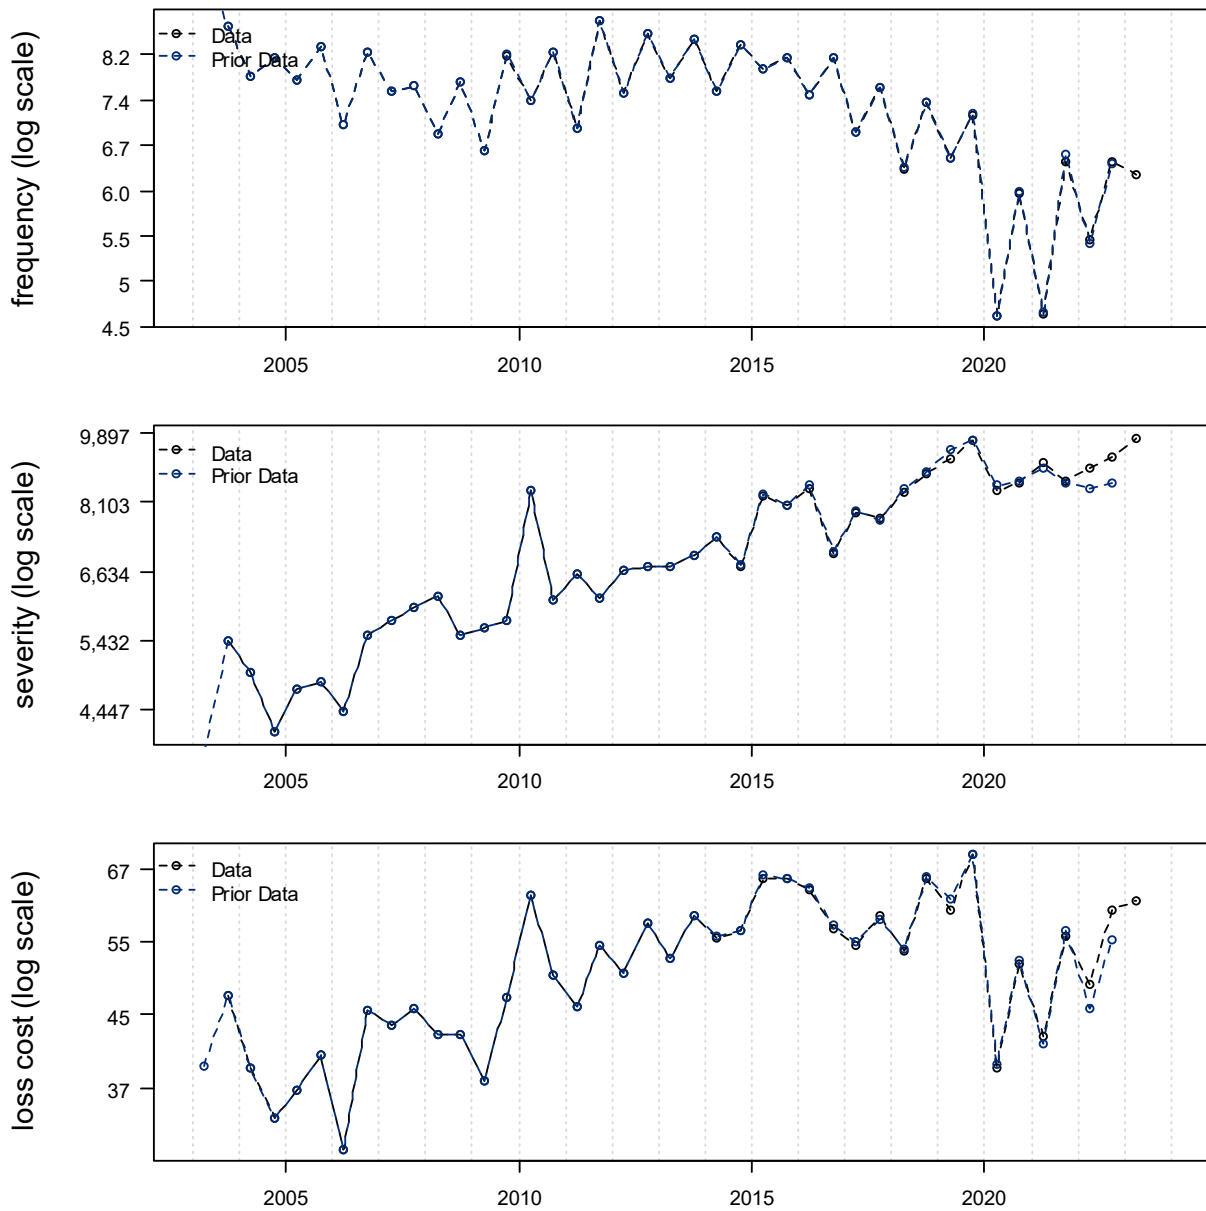 frequency (log scale)
Data
Prior Data
8.2
7.4
6.7
6.0
5.5
5
4.5
2005 2010 2015 2020
severity (log scale)
Data
Prior Data
9,897
8,103
6,634
5,432
4,447
2005 2010 2015 2020
loss cost (log scale)
Data
Prior Data
67
55
45
37
2005 2010 2015 2020